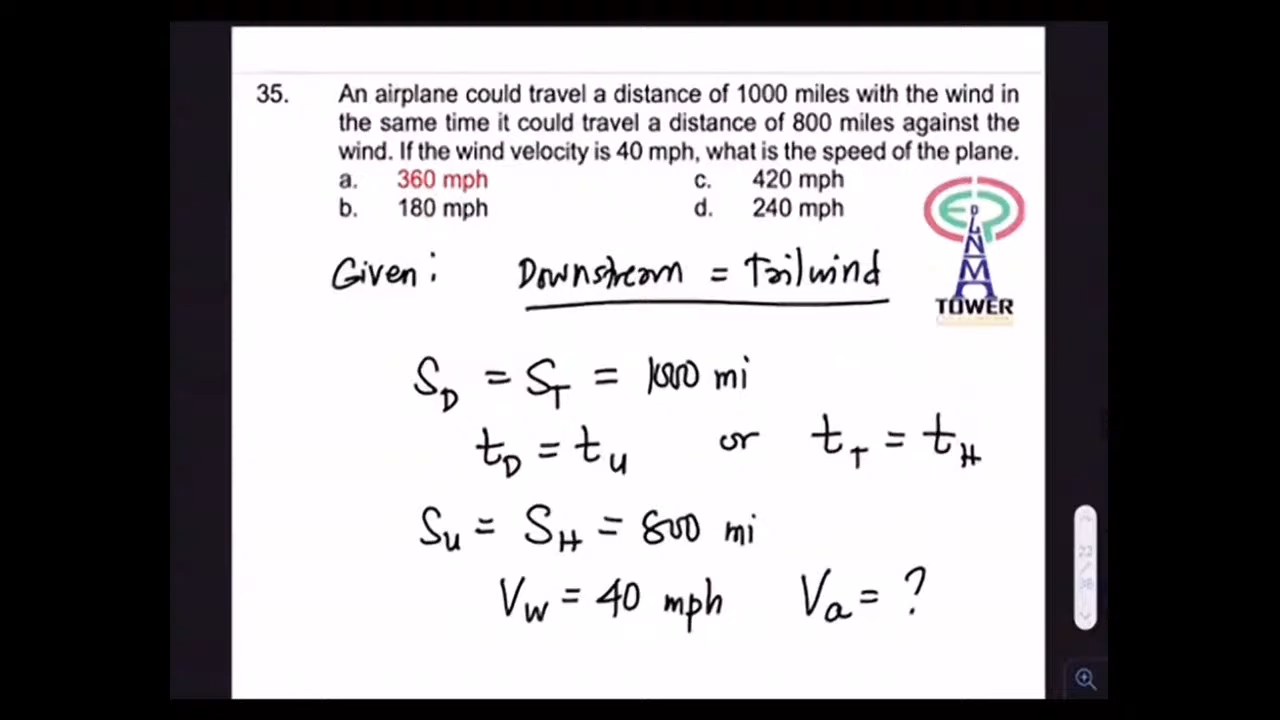 35. An airplane could travel a distance of 1000 miles with the wind in
the same time it could travel a distance of 800 miles against the
wind. If the wind velocity is 40 mph, what is the speed of the plane.
a. 360 mph c. 420 mph
b. 180 mph d. 240 mph
TOWER
Given: Downstream = Tailwind
S_D = S_T = 1000 mi
t_D = t_U or t_T = t_H
S_U = S_H = 800 mi
V_W = 40 mph V_a = ?